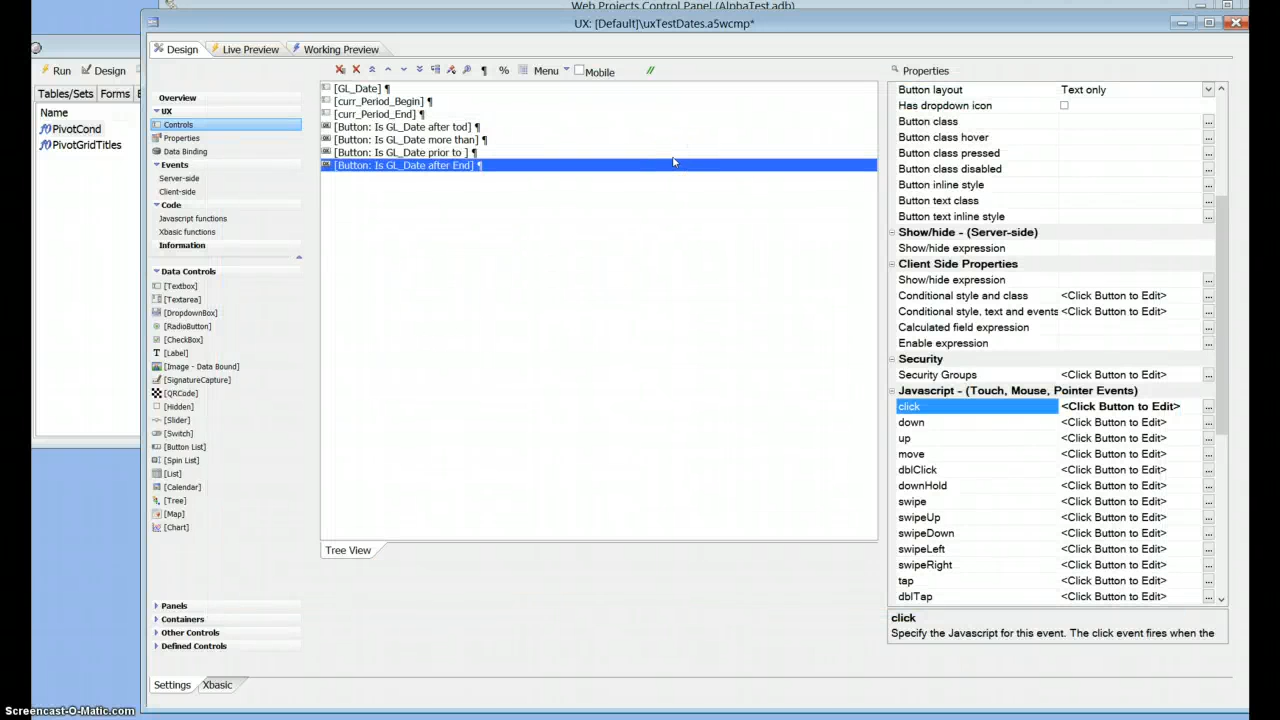 Web Projects Control Panel (AlphaTest.adb)
UX: [Default]\uxTestDates.a5wcmp*
Run Design
Tables/Sets Forms
Name
PivotCond
PivotGridTitles
Design Live Preview Working Preview
Menu Mobile //
Overview
UX
Controls
Properties
Data Binding
Events
Server-side
Client-side
Code
Javascript functions
Xbasic functions
Information
Data Controls
[Textbox]
[Textarea]
[DropdownBox]
[RadioButton]
[CheckBox]
[Label]
[Image - Data Bound]
[SignatureCapture]
[QRCode]
[Hidden]
[Slider]
[Switch]
[Button List]
[Spin List]
[List]
[Calendar]
[Tree]
[Map]
[Chart]
Panels
Containers
Other Controls
Defined Controls
Settings Xbasic
[GL_Date] ¶
[curr_Period_Begin] ¶
[curr_Period_End] ¶
[Button: Is GL_Date after tod] ¶
[Button: Is GL_Date more than] ¶
[Button: Is GL_Date prior to ] ¶
[Button: Is GL_Date after End] ¶
Tree View
Properties
Button layout Text only
Has dropdown icon
Button class ...
Button class hover ...
Button class pressed ...
Button class disabled ...
Button inline style ...
Button text class ...
Button text inline style ...
Show/hide - (Server-side)
Show/hide expression
Client Side Properties
Show/hide expression ...
Conditional style and class <Click Button to Edit> ...
Conditional style, text and events <Click Button to Edit> ...
Calculated field expression ...
Enable expression ...
Security
Security Groups <Click Button to Edit> ...
Javascript - (Touch, Mouse, Pointer Events)
click <Click Button to Edit> ...
down <Click Button to Edit> ...
up <Click Button to Edit> ...
move <Click Button to Edit> ...
dblClick <Click Button to Edit> ...
downHold <Click Button to Edit> ...
swipe <Click Button to Edit> ...
swipeUp <Click Button to Edit> ...
swipeDown <Click Button to Edit> ...
swipeLeft <Click Button to Edit> ...
swipeRight <Click Button to Edit> ...
tap <Click Button to Edit> ...
dblTap <Click Button to Edit> ...
click
Specify the Javascript for this event. The click event fires when the
Screencast-O-Matic.com